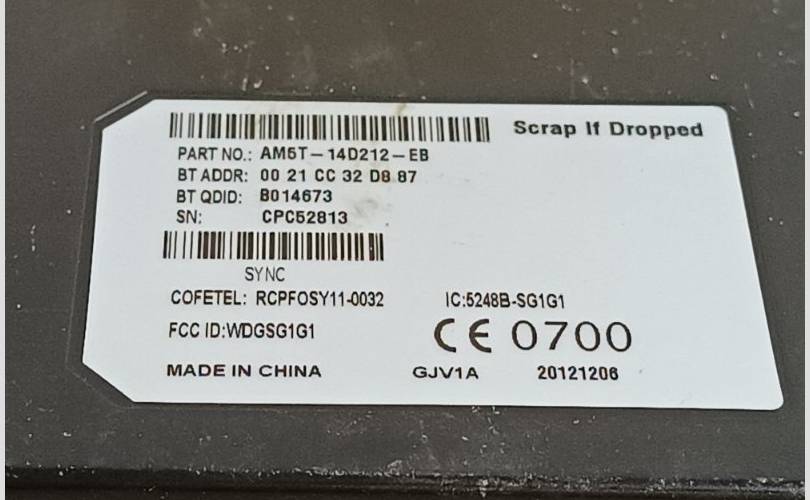 Scrap If Dropped
PART NO.: AM5T-14D212-EB
BT ADDR: 00 21 CC 32 D8 87
BT QDID: B014673
SN: CPC52813
SYNC
COFETEL: RCPFOSY11-0032 IC:5248B-SG1G1
FCC ID:WDGSG1G1 CE 0700
MADE IN CHINA GJV1A 20121206